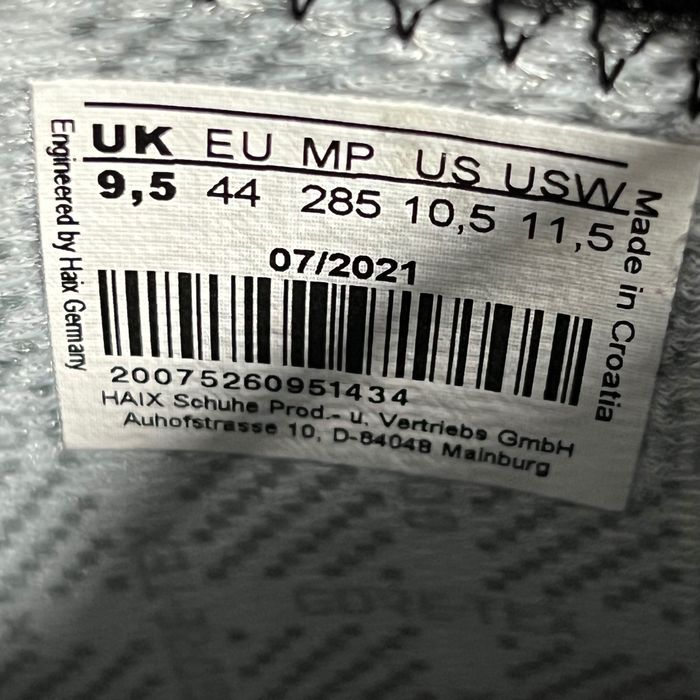 UK EU MP US USW
9,5 44 285 10,5 11,5
07/2021
20075260951434
HAIX Schuhe Prod.- u. Vertriebs GmbH
Auhofstrasse 10, D-84048 Mainburg
Engineered by Haix Germany
Made in Croatia